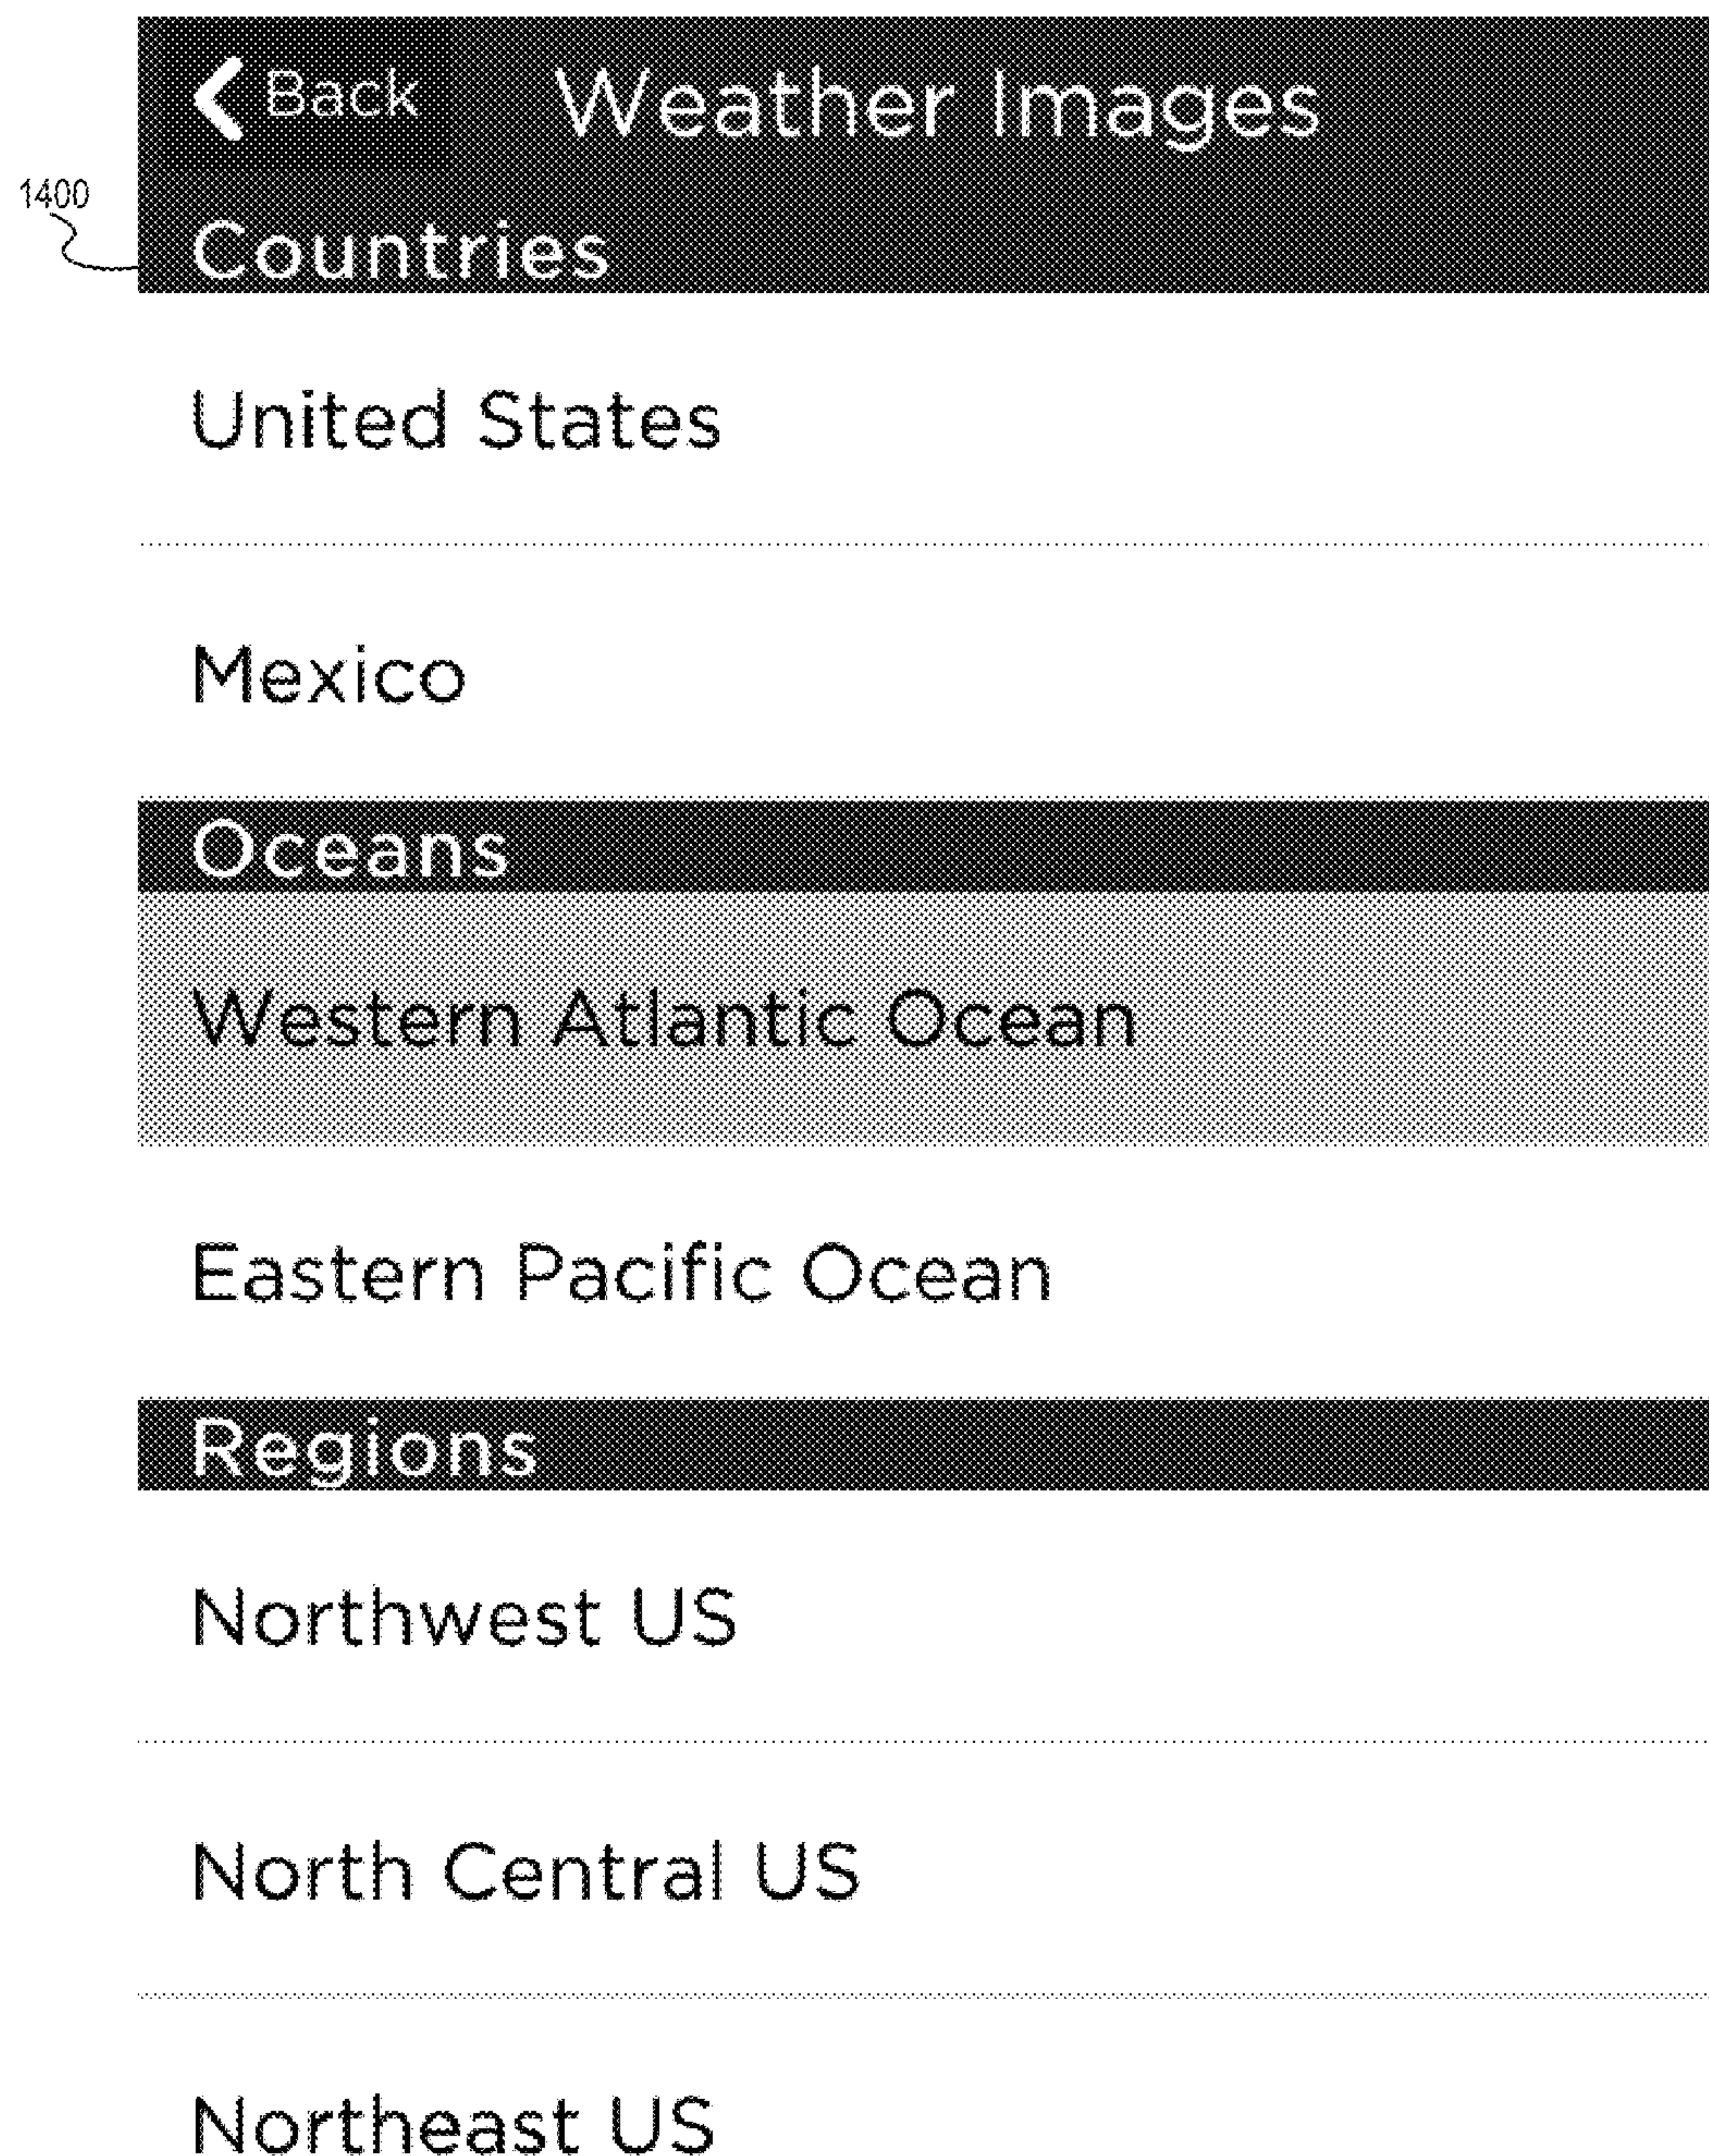 Back Weather Images
1400
Countries
United States
Mexico
Oceans
Western Atlantic Ocean
Eastern Pacific Ocean
Regions
Northwest US
North Central US
Northeast US